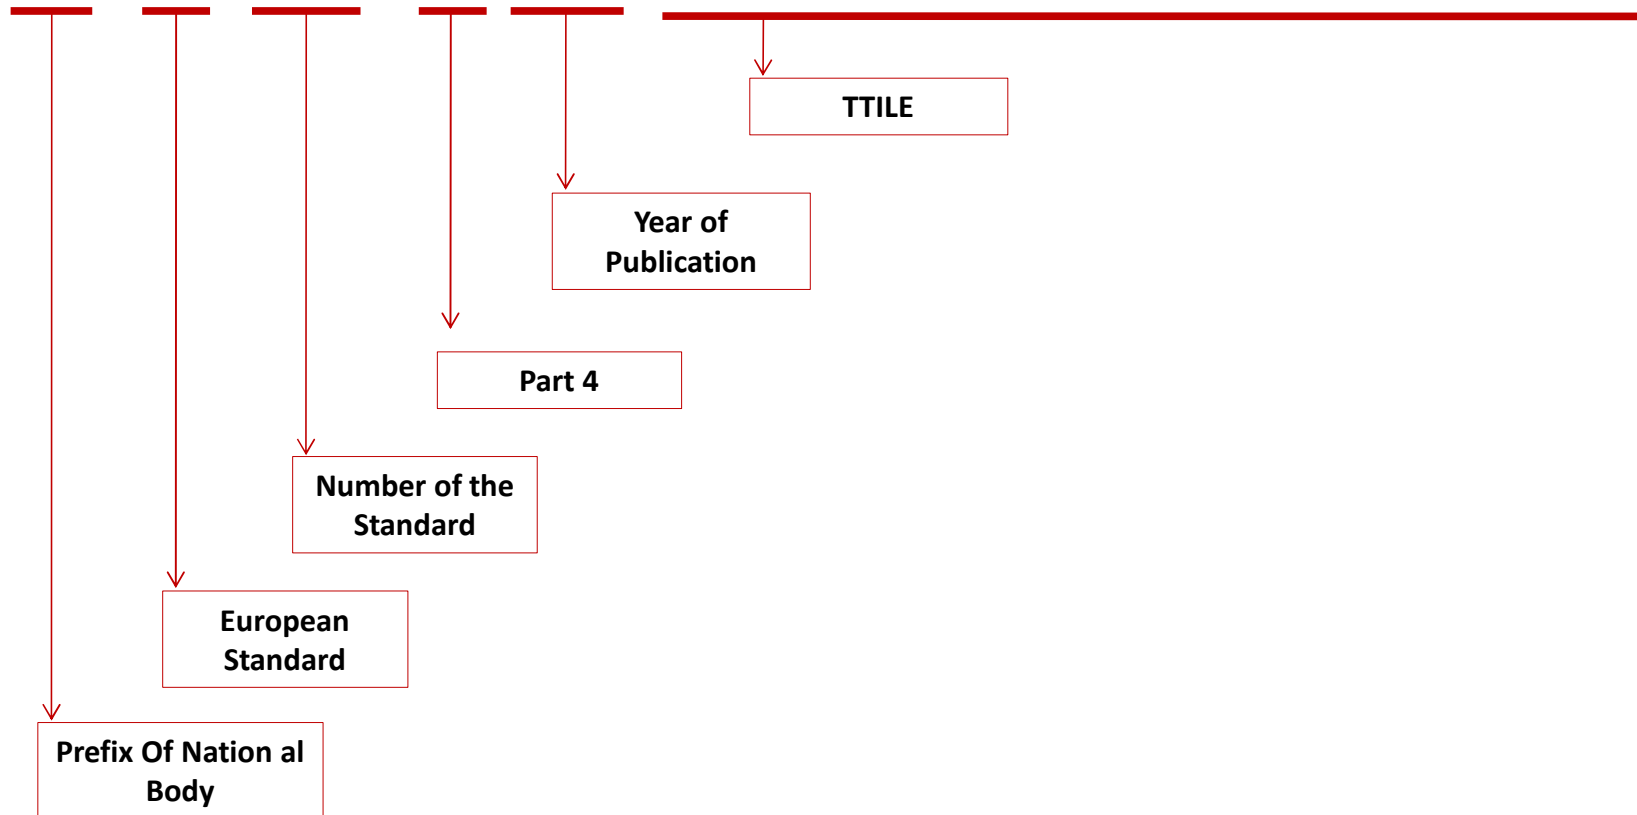 TTILE
Year of
Publication
Part 4
Number of the
Standard
European
Standard
Prefix Of Nation al
Body